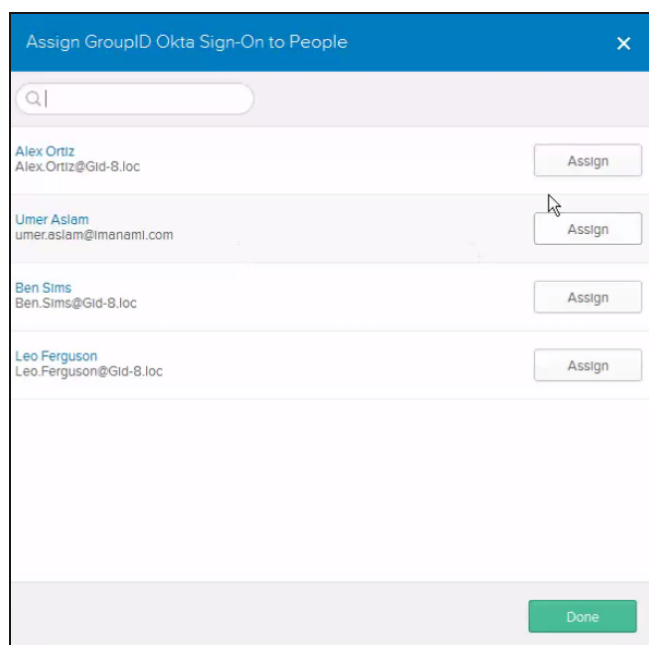 Assign GroupID Okta Sign-On to People
Alex Ortiz
Alex.Ortiz@Gid-8.loc
Assign
Umer Aslam
umer.aslam@imanami.com
Assign
Ben Sims
Ben.Sims@Gid-8.loc
Assign
Leo Ferguson
Leo.Ferguson@Gid-8.loc
Assign
Done